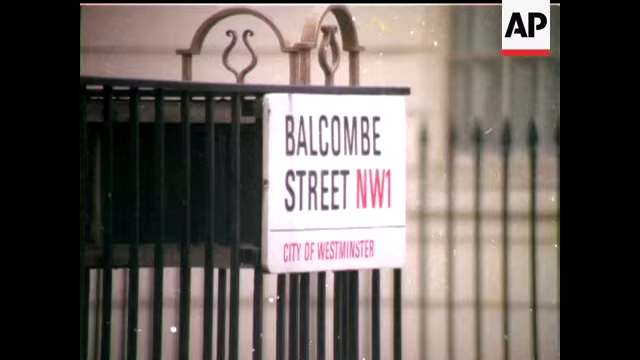 AP
BALCOMBE
STREET NW1
CITY OF WESTMINSTER